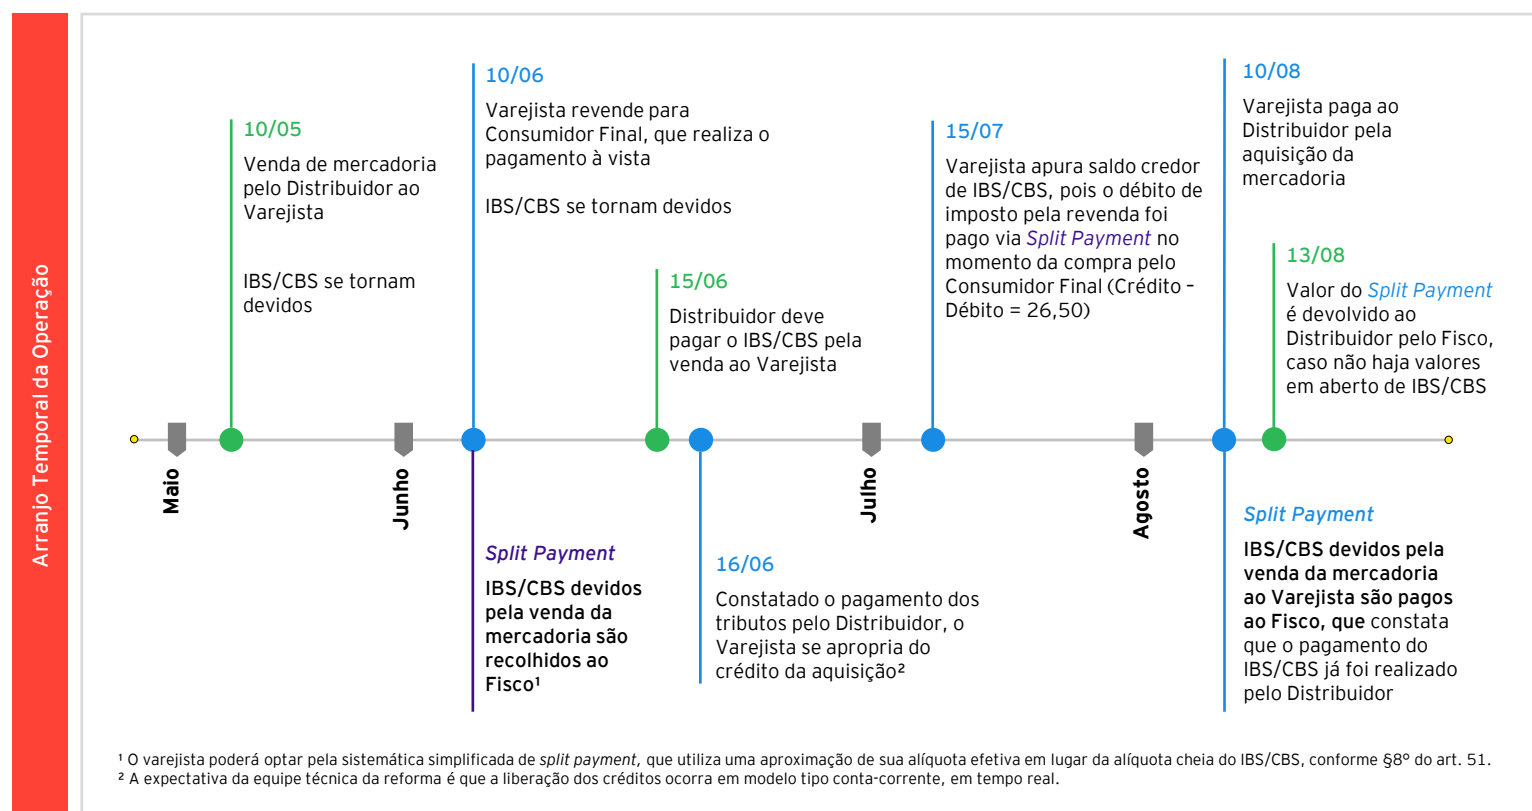 Arranjo Temporal da Operação
10/05
Venda de mercadoria
pelo Distribuidor ao
Varejista
IBS/CBS se tornam
devidos
10/06
Varejista revende para
Consumidor Final, que realiza o
pagamento à vista
IBS/CBS se tornam devidos
15/06
Distribuidor deve
pagar o IBS/CBS pela
venda ao Varejista
15/07
Varejista apura saldo credor
de IBS/CBS, pois o débito de
imposto pela revenda foi
pago via Split Payment no
momento da compra pelo
Consumidor Final (Crédito –
Débito = 26,50)
10/08
Varejista paga ao
Distribuidor pela
aquisição da
mercadoria
13/08
Valor do Split Payment
é devolvido ao
Distribuidor pelo Fisco,
caso não haja valores
em aberto de IBS/CBS
Maio
Junho
Julho
Agosto
Split Payment
IBS/CBS devidos
pela venda da
mercadoria são
recolhidos ao
Fisco¹
16/06
Constatado o pagamento dos
tributos pelo Distribuidor, o
Varejista se apropria do
crédito da aquisição²
Split Payment
IBS/CBS devidos pela
venda da mercadoria
ao Varejista são pagos
ao Fisco, que constata
que o pagamento do
IBS/CBS já foi realizado
pelo Distribuidor
¹ O varejista poderá optar pela sistemática simplificada de split payment, que utiliza uma aproximação de sua alíquota efetiva em lugar da alíquota cheia do IBS/CBS, conforme §8º do art. 51.
² A expectativa da equipe técnica da reforma é que a liberação dos créditos ocorra em modelo tipo conta-corrente, em tempo real.